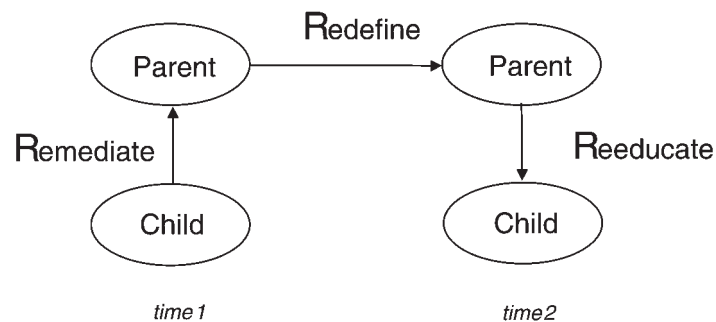 Redefine
Parent
Parent
Remediate
Reeducate
Child
Child
time1
time2